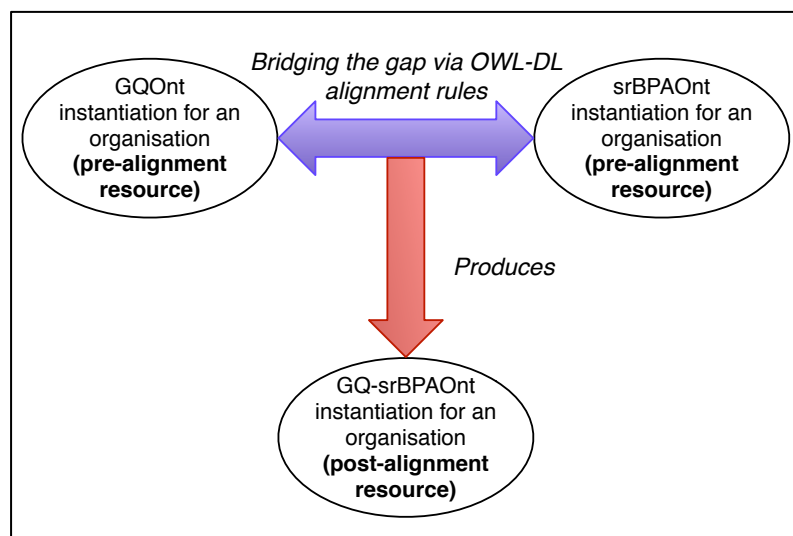 GQOnt
instantiation for an
organisation
(pre-alignment
resource)
Bridging the gap via OWL-DL
alignment rules
srBPAOnt
instantiation for an
organisation
(pre-alignment
resource)
Produces
GQ-srBPAOnt
instantiation for an
organisation
(post-alignment
resource)